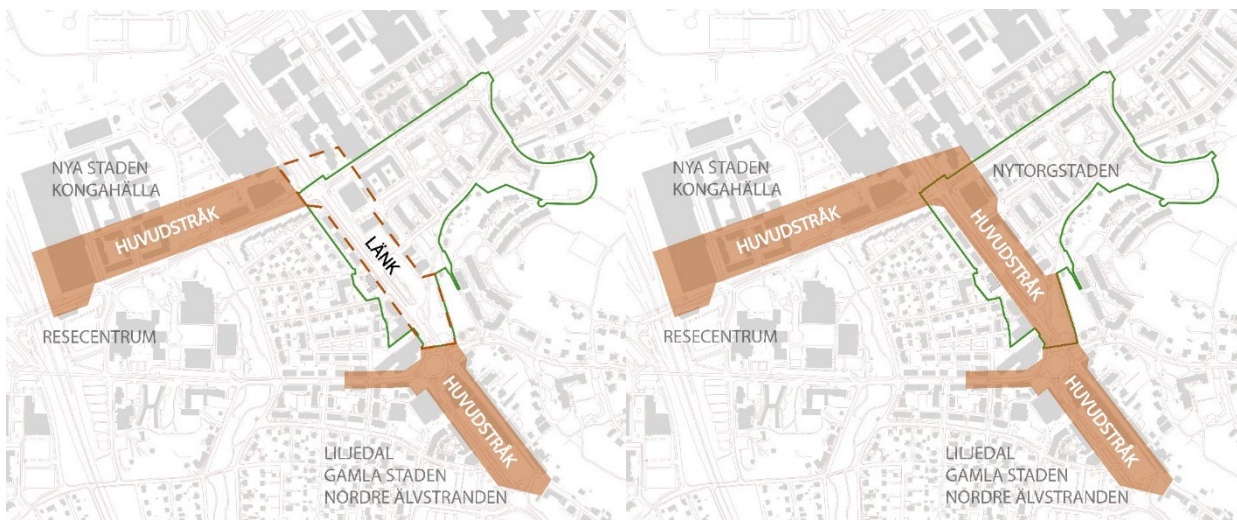 NYA STADEN
KONGAHÄLLA
HUVUDSTRÅK
LÄNK
RESECENTRUM
HUVUDSTRÅK
LILJEDAL
GAMLA STADEN
NORDRE ÄLVSTRANDEN
NYA STADEN
KONGAHÄLLA
NYTORGSTADEN
HUVUDSTRÅK
HUVUDSTRÅK
RESECENTRUM
HUVUDSTRÅK
LILJEDAL
GAMLA STADEN
NORDRE ÄLVSTRANDEN